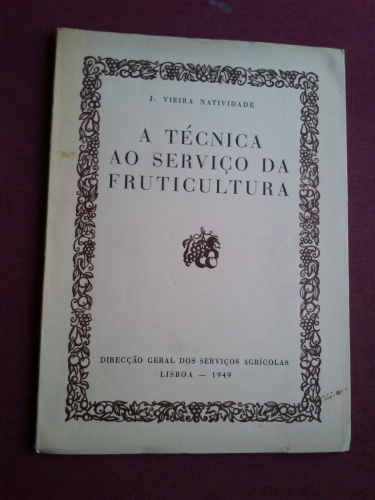 J. VIEIRA NATIVIDADE
A TÉCNICA
AO SERVIÇO DA
FRUTICULTURA
DIRECÇÃO GERAL DOS SERVIÇOS AGRÍCOLAS
LISBOA — 1949